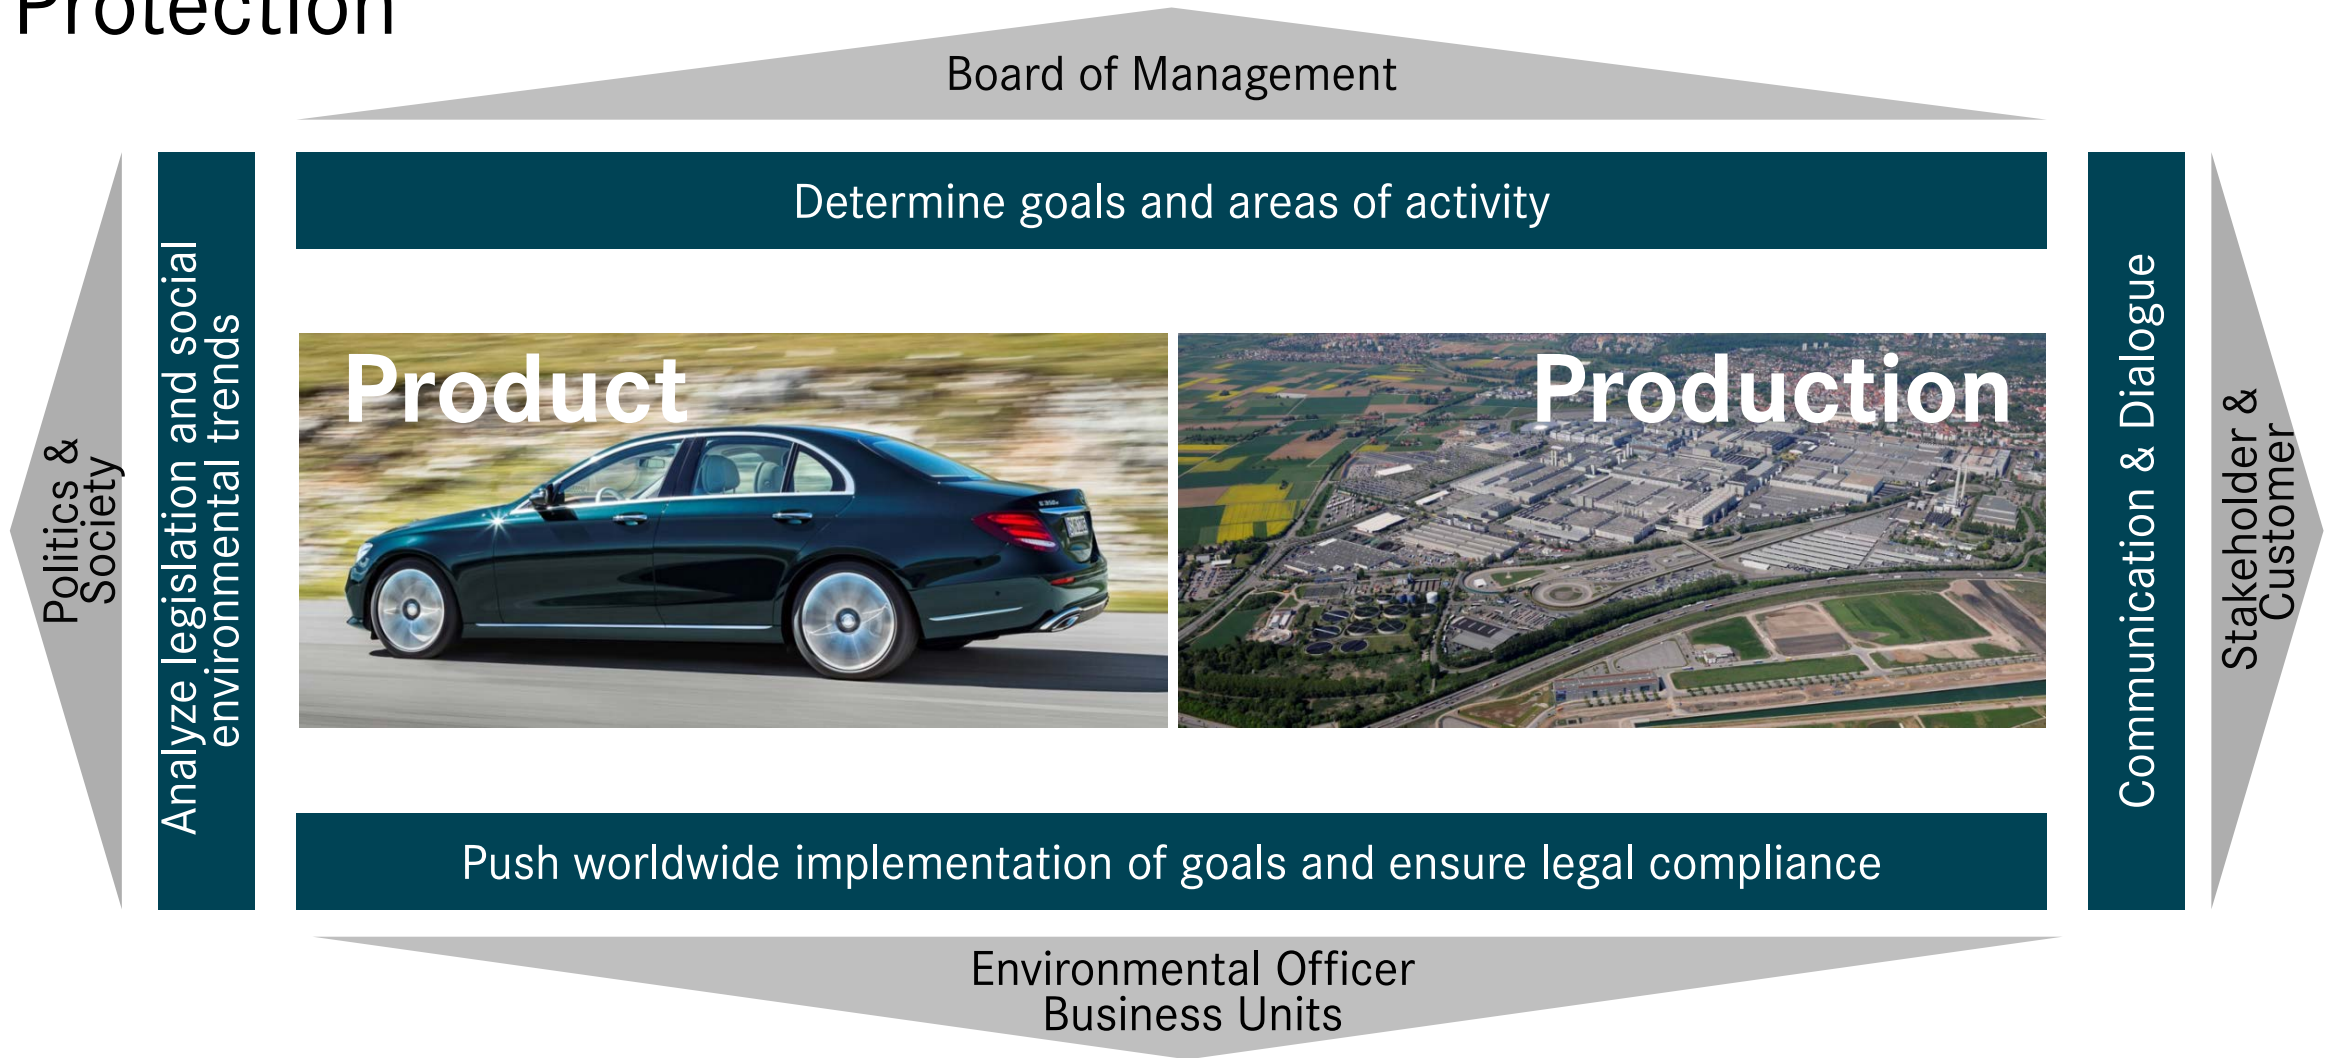 Protection
Board of Management
Determine goals and areas of activity
Politics &
Society
Analyze legislation and social
environmental trends
Product
Production
Communication & Dialogue
Stakeholder &
Customer
Push worldwide implementation of goals and ensure legal compliance
Environmental Officer
Business Units